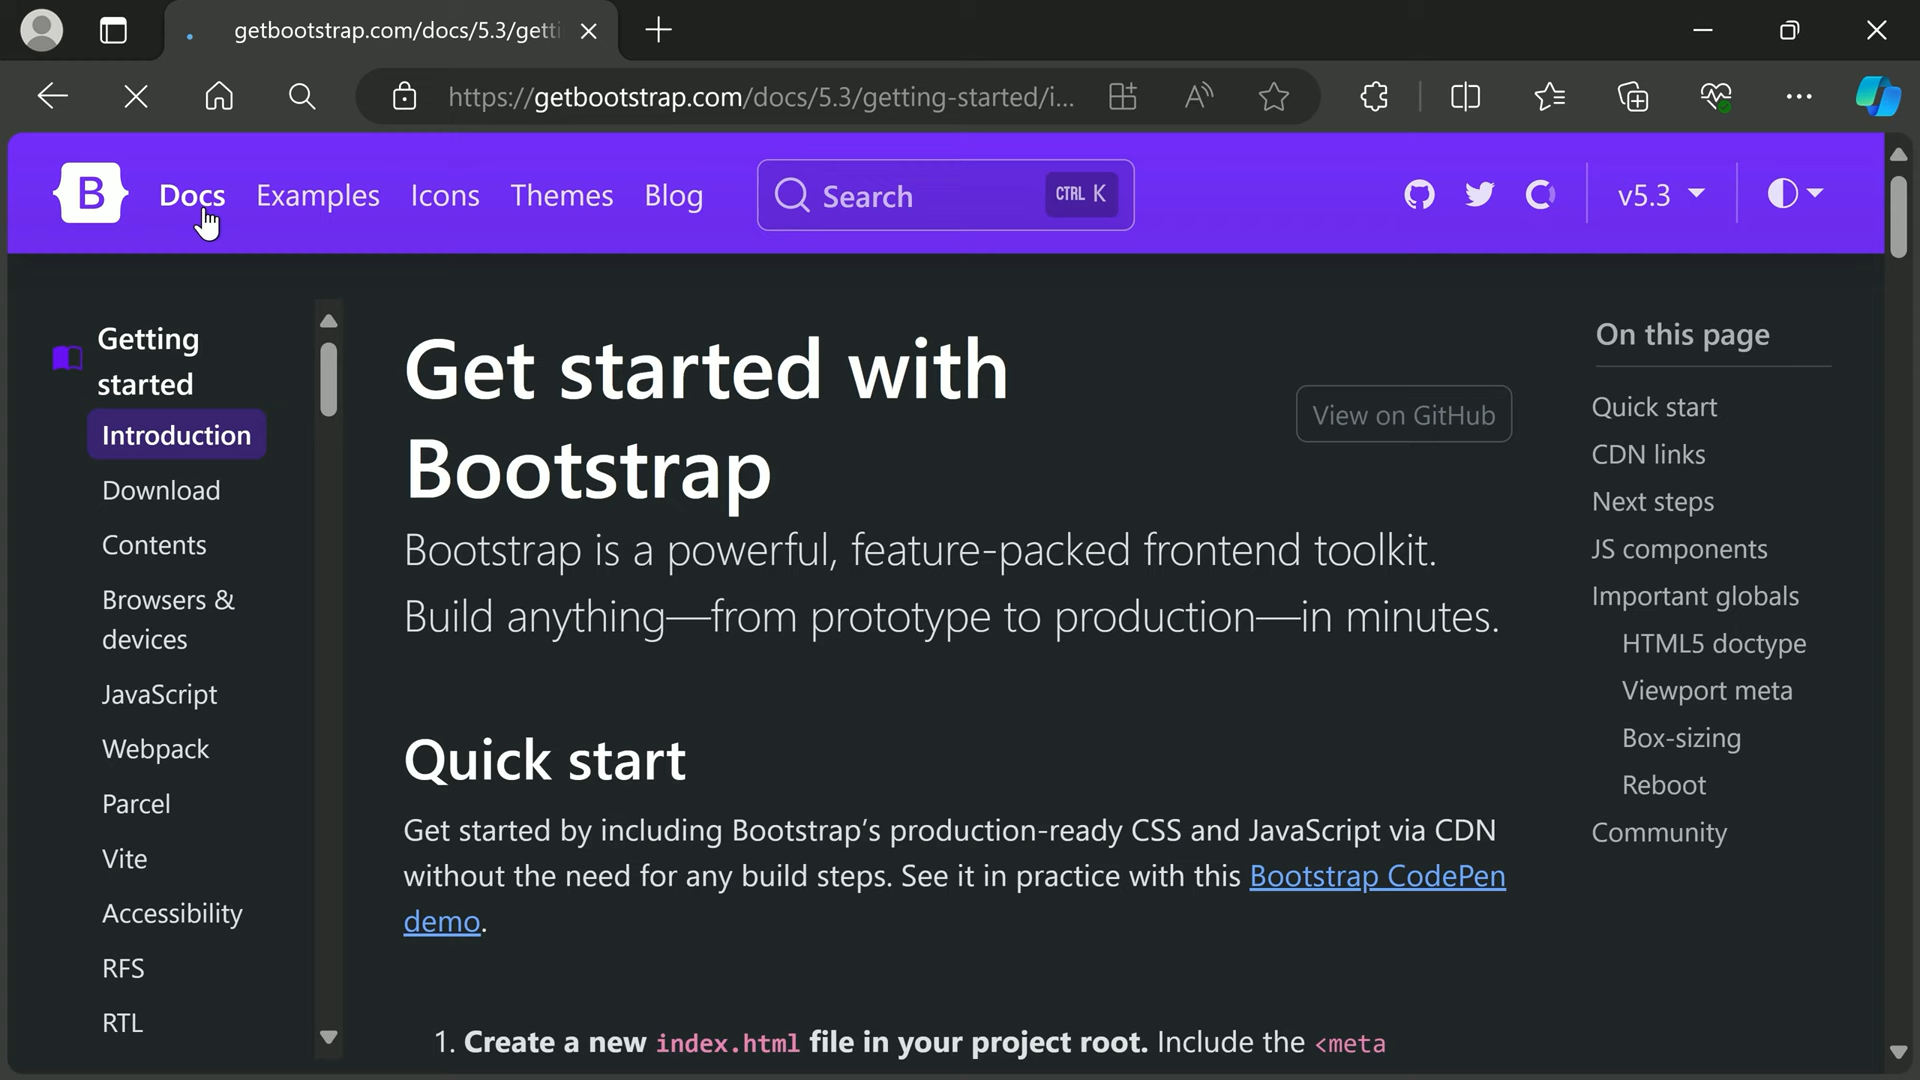 getbootstrap.com/docs/5.3/getti
https://getbootstrap.com/docs/5.3/getting-started/i...
B Docs Examples Icons Themes Blog Search CTRL K v5.3
Getting
started
Introduction
Download
Contents
Browsers &
devices
JavaScript
Webpack
Parcel
Vite
Accessibility
RFS
RTL
Get started with
Bootstrap
View on GitHub
Bootstrap is a powerful, feature-packed frontend toolkit.
Build anything—from prototype to production—in minutes.
Quick start
Get started by including Bootstrap’s production-ready CSS and JavaScript via CDN
without the need for any build steps. See it in practice with this Bootstrap CodePen
demo.
1. Create a new index.html file in your project root. Include the <meta
On this page
Quick start
CDN links
Next steps
JS components
Important globals
HTML5 doctype
Viewport meta
Box-sizing
Reboot
Community